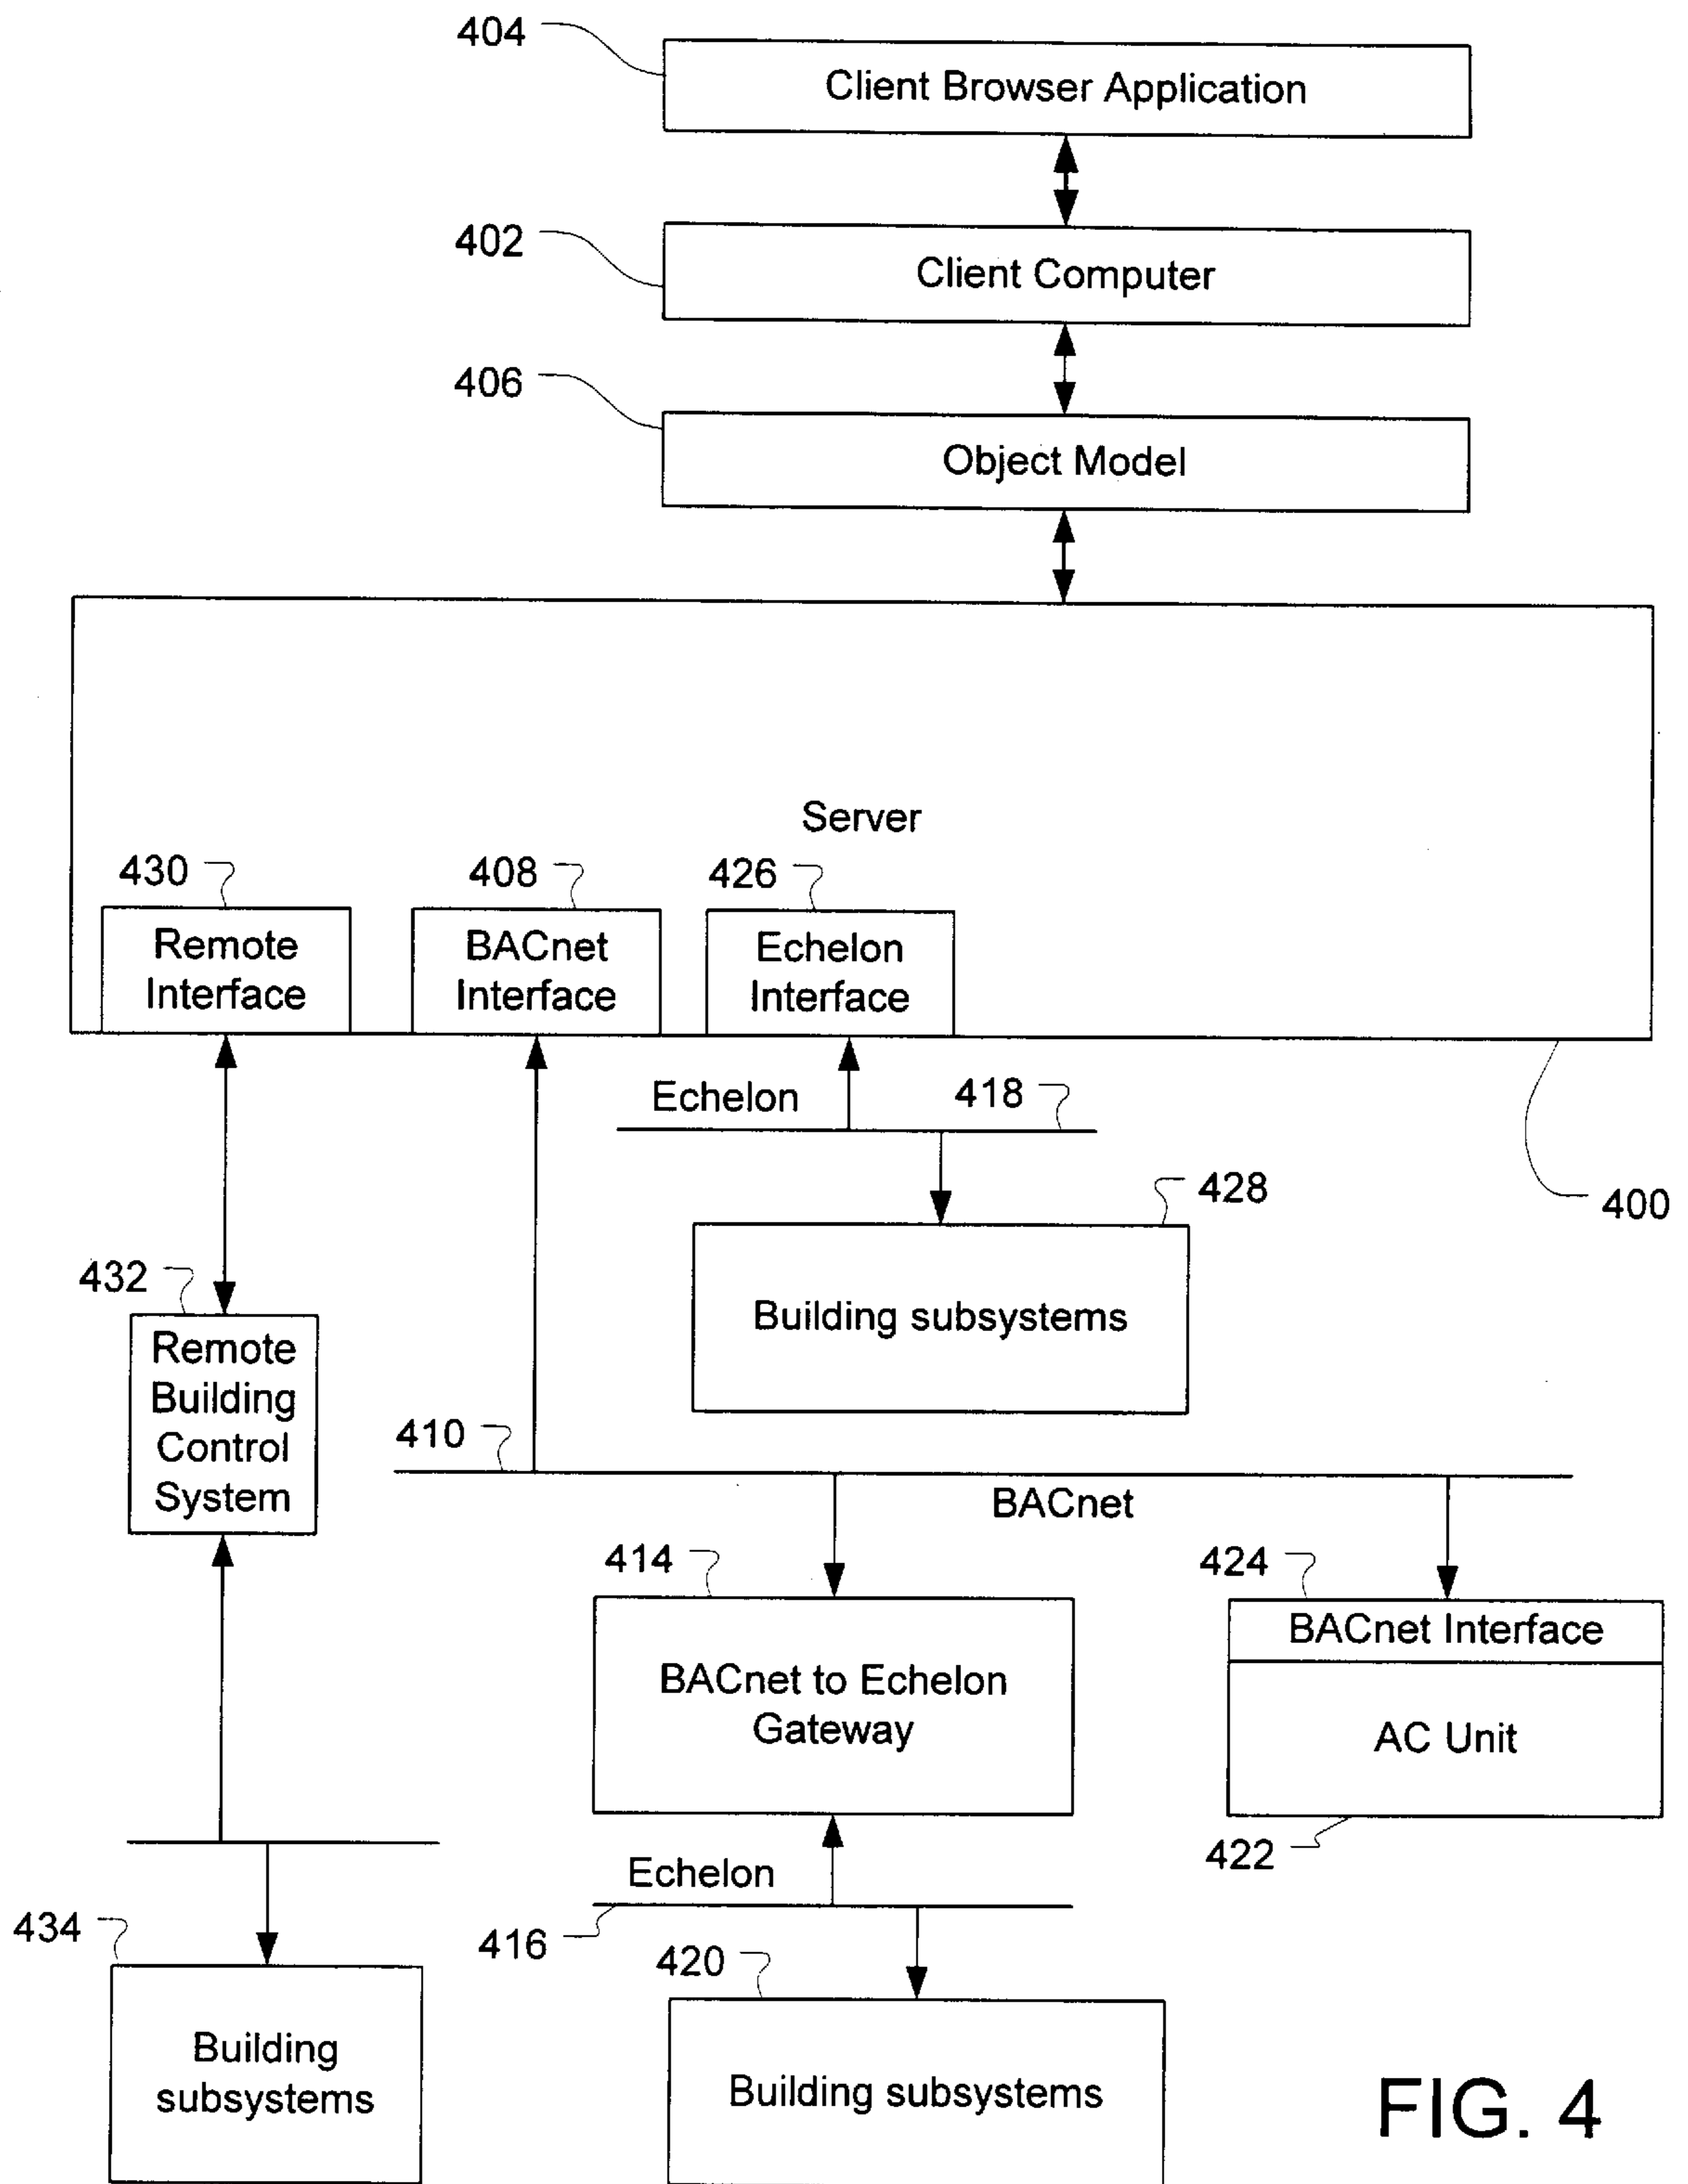 404
Client Browser Application
402
Client Computer
406
Object Model
Server
430
408
426
Remote
Interface
BACnet
Interface
Echelon
Interface
Echelon
418
428
400
432
Building subsystems
Remote
Building
Control
System
410
BACnet
414
424
BACnet Interface
BACnet to Echelon
Gateway
AC Unit
422
Echelon
434
416
420
Building
subsystems
Building subsystems
FIG. 4